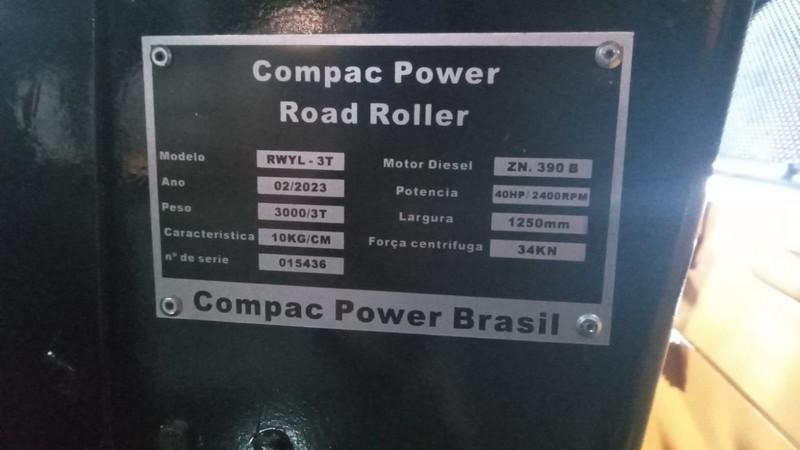 Compac Power
Road Roller
Modelo RWYL - 3T
Ano 02/2023
Peso 3000/3T
Caracteristica 10KG/CM
nº de serie 015436
Motor Diesel ZN. 390 B
Potencia 40HP/ 2400RPM
Largura 1250mm
Força centrifuga 34KN
Compac Power Brasil